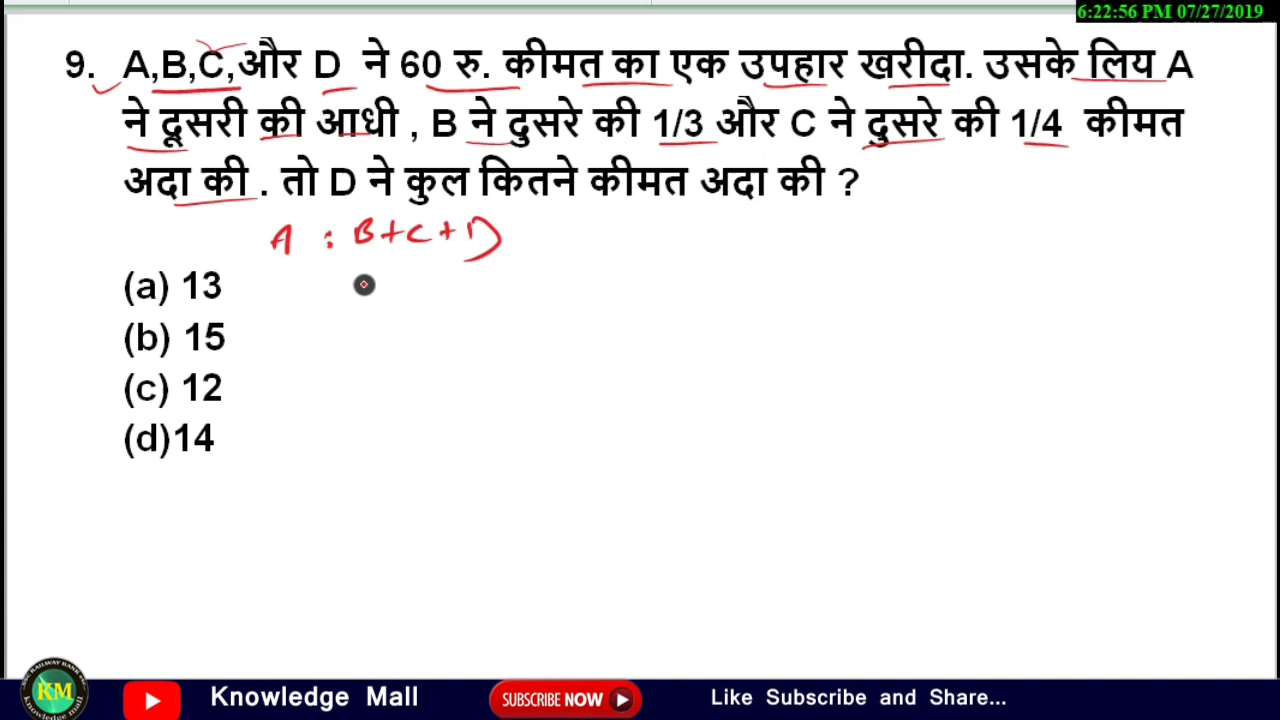 6:22:56 PM 07/27/2019
9. A,B,C,और D ने 60 रु. कीमत का एक उपहार खरीदा. उसके लिय A
ने दूसरी की आधी , B ने दुसरे की 1/3 और C ने दुसरे की 1/4 कीमत
अदा की . तो D ने कुल कितने कीमत अदा की ?
A : B+C+D
(a) 13
(b) 15
(c) 12
(d)14
KM
Knowledge Mall
SUBSCRIBE NOW
Like Subscribe and Share...